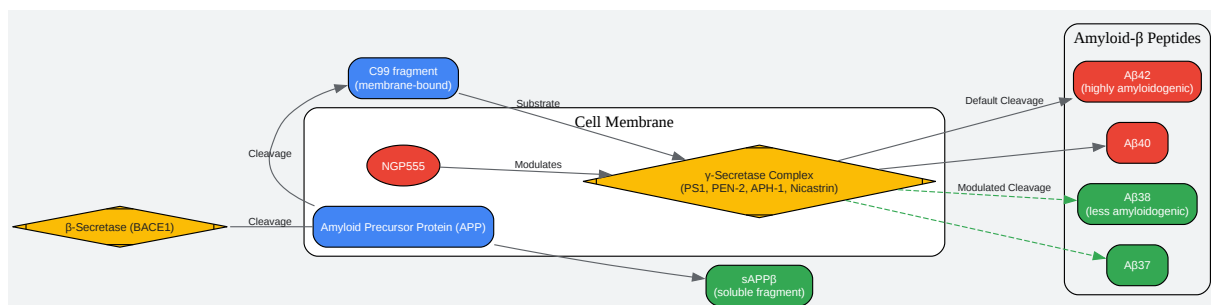 Amyloid-β Peptides
C99 fragment
(membrane-bound)
Aβ42
(highly amyloidogenic)
Substrate
Default Cleavage
Cell Membrane
Cleavage
NGP555
Modulates
Aβ40
γ-Secretase Complex
(PS1, PEN-2, APH-1, Nicastrin)
Modulated Cleavage
Aβ38
(less amyloidogenic)
β-Secretase (BACE1)
Cleavage
Amyloid Precursor Protein (APP)
Aβ37
sAPPβ
(soluble fragment)